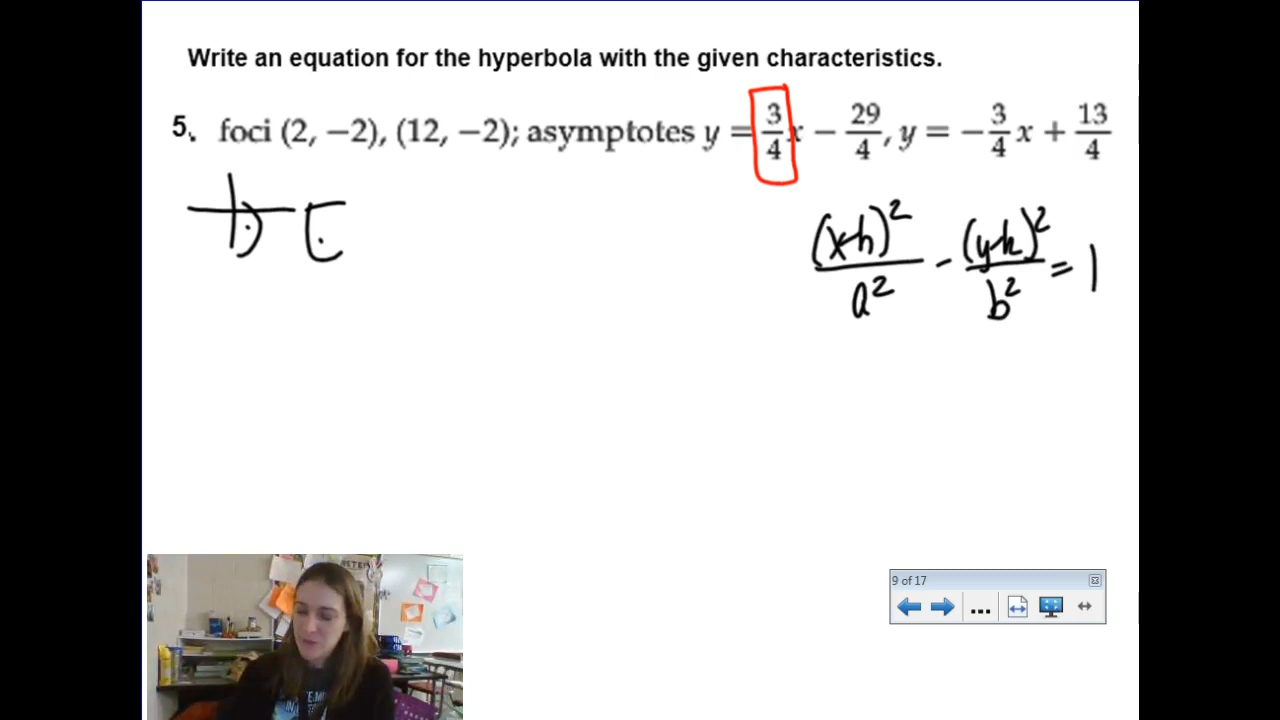 Write an equation for the hyperbola with the given characteristics.
5. foci (2, −2), (12, −2); asymptotes y = 3/4 x − 29/4, y = −3/4 x + 13/4
(x-h)²/a² - (y-k)²/b² = 1
9 of 17